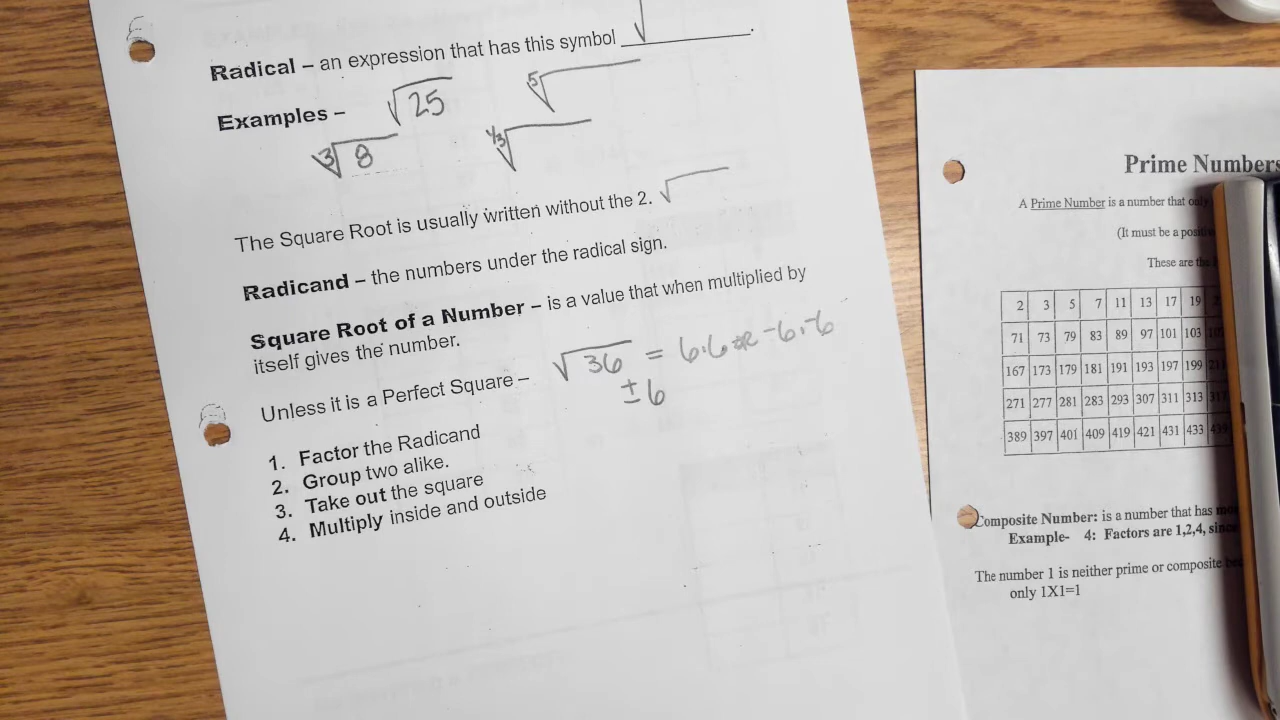 Radical – an expression that has this symbol √ .
Examples – √25 ⁵√
³√8 ¹/³√
The Square Root is usually written without the 2. √
Radicand – the numbers under the radical sign.
Square Root of a Number – is a value that when multiplied by
itself gives the number.
Unless it is a Perfect Square – √36 = 6·6 or -6·-6
±6
1. Factor the Radicand
2. Group two alike.
3. Take out the square
4. Multiply inside and outside
Prime Numbers
A Prime Number is a number that only
(It must be a
These are the
2 3 5 7 11 13 17 19
71 73 79 83 89 97 101 103
167 173 179 181 191 193 197 199
271 277 281 283 293 307 311 313
389 397 401 409 419 421 431 433
Composite Number: is a number that has
Example- 4: Factors are 1,2,4,
The number 1 is neither prime or composite
only 1X1=1